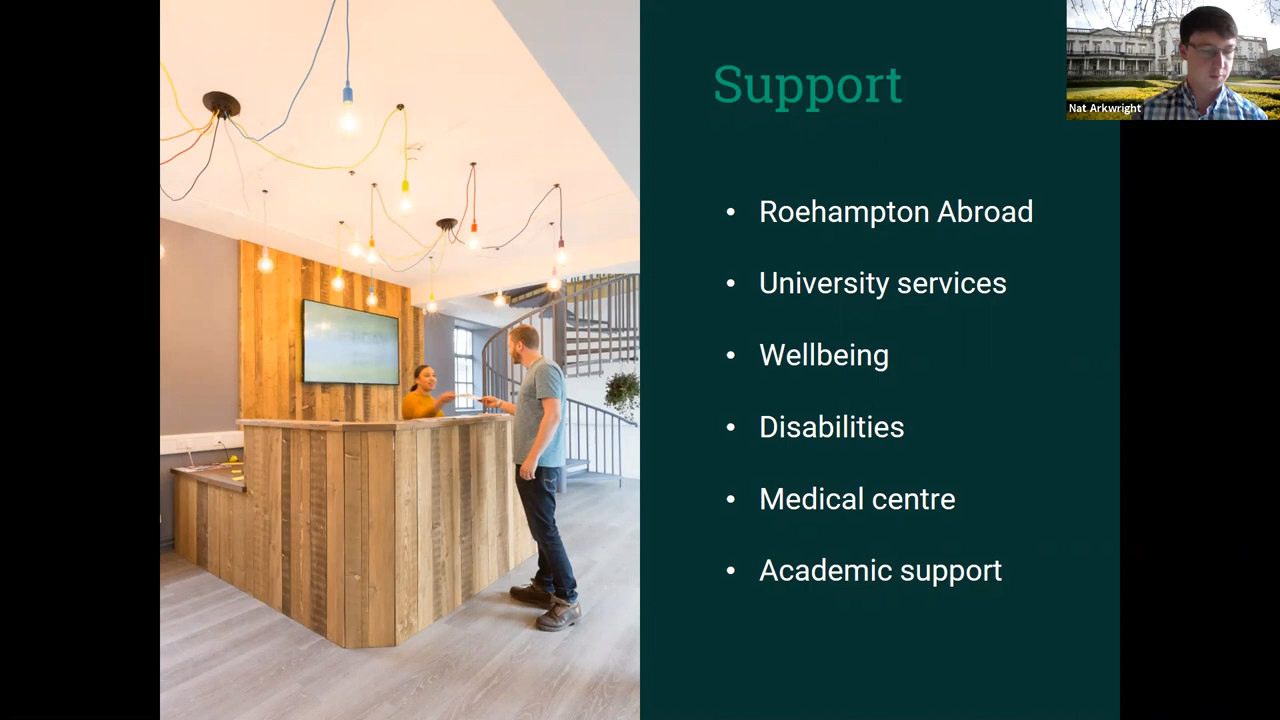 Support
Nat Arkwright
• Roehampton Abroad
• University services
• Wellbeing
• Disabilities
• Medical centre
• Academic support